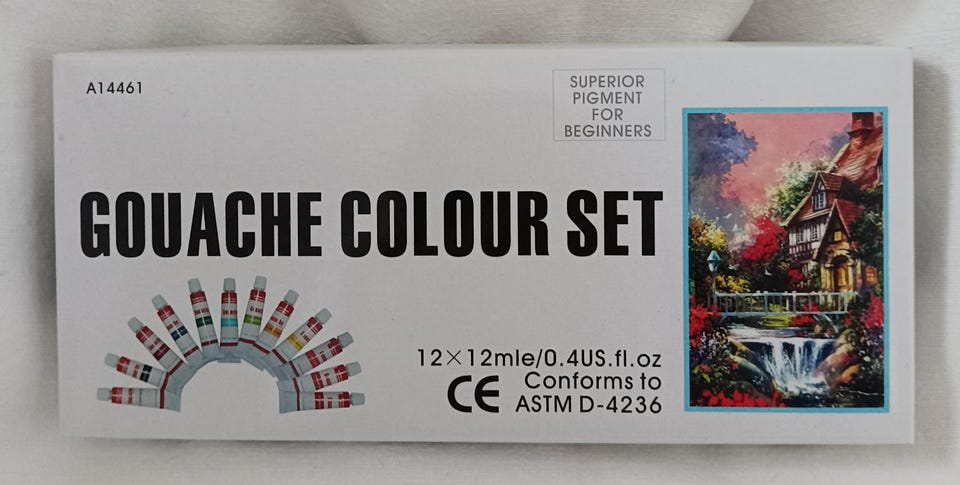 A14461
SUPERIOR
PIGMENT
FOR
BEGINNERS
GOUACHE COLOUR SET
12×12mle/0.4US.fl.oz
CE Conforms to
ASTM D-4236